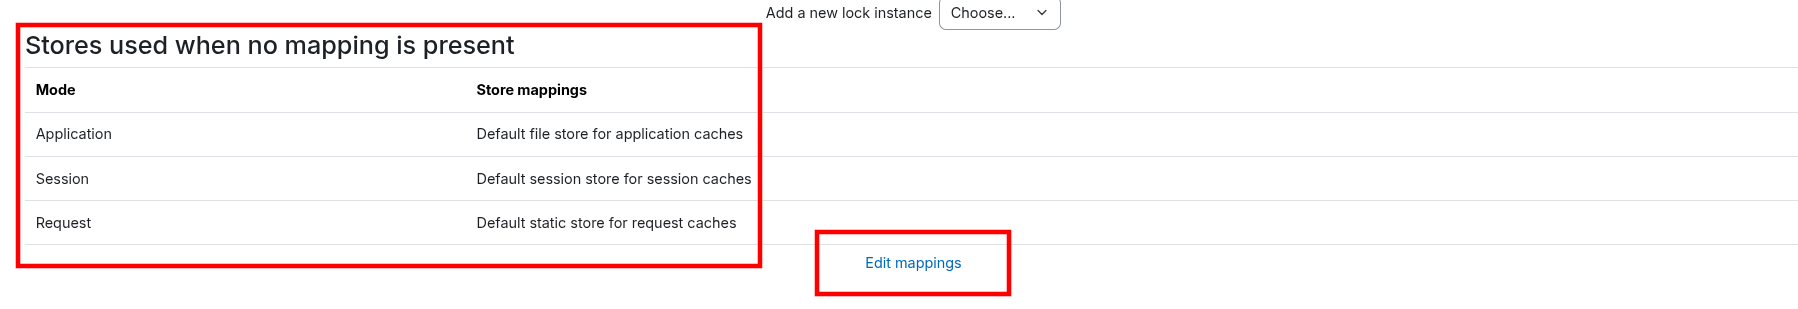 Add a new lock instance Choose...
Stores used when no mapping is present
Mode Store mappings
Application Default file store for application caches
Session Default session store for session caches
Request Default static store for request caches
Edit mappings